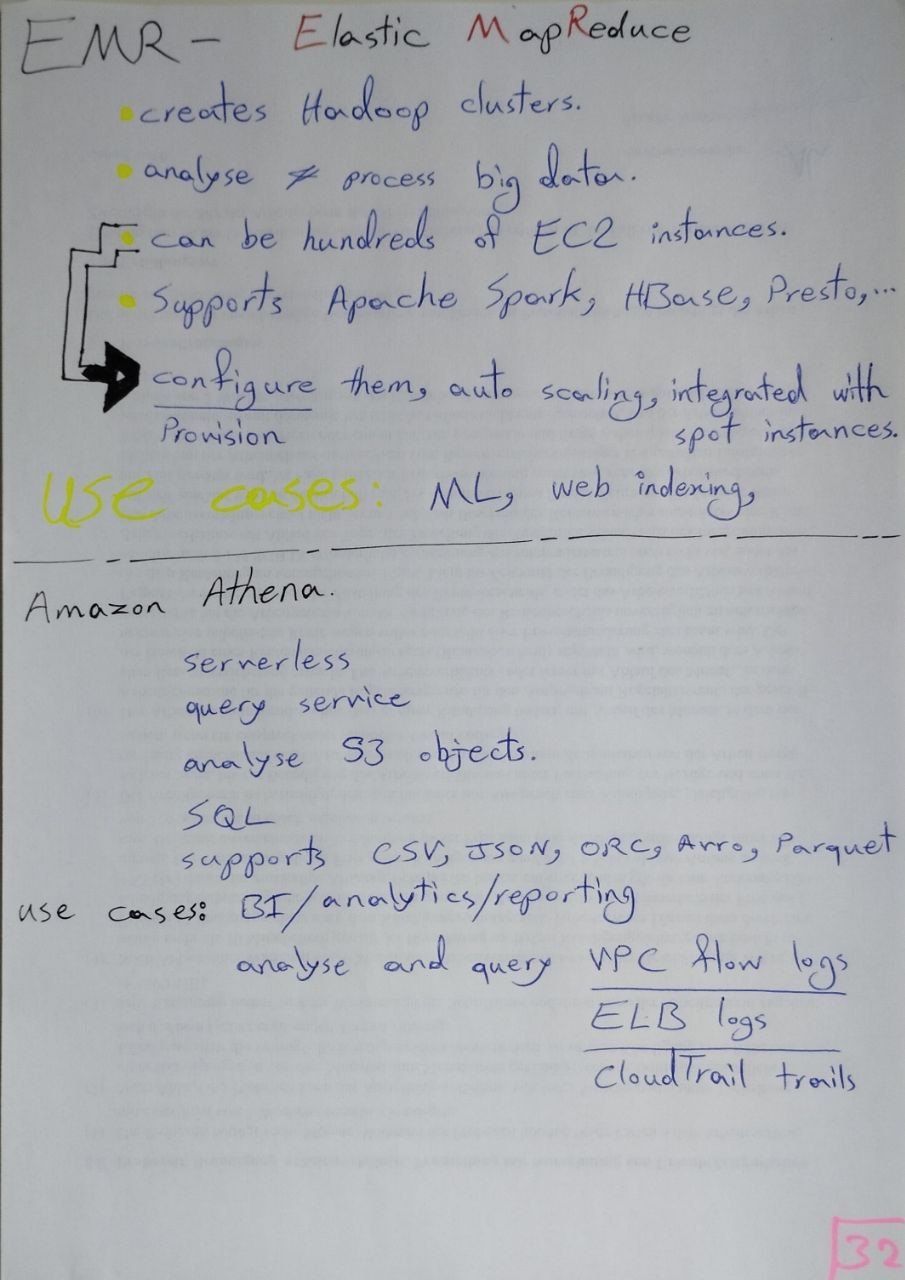 EMR - Elastic MapReduce
• creates Hadoop clusters.
• analyse ≠ process big data.
• can be hundreds of EC2 instances.
• Supports Apache Spark, HBase, Presto,...
configure them, auto scaling, integrated with
Provision spot instances.
Use cases: ML, web indexing,
Amazon Athena.
serverless
query service
analyse S3 objects.
SQL
supports CSV, JSON, ORC, Avro, Parquet
use cases: BI/analytics/reporting
analyse and query VPC flow logs
ELB logs
CloudTrail trails
32